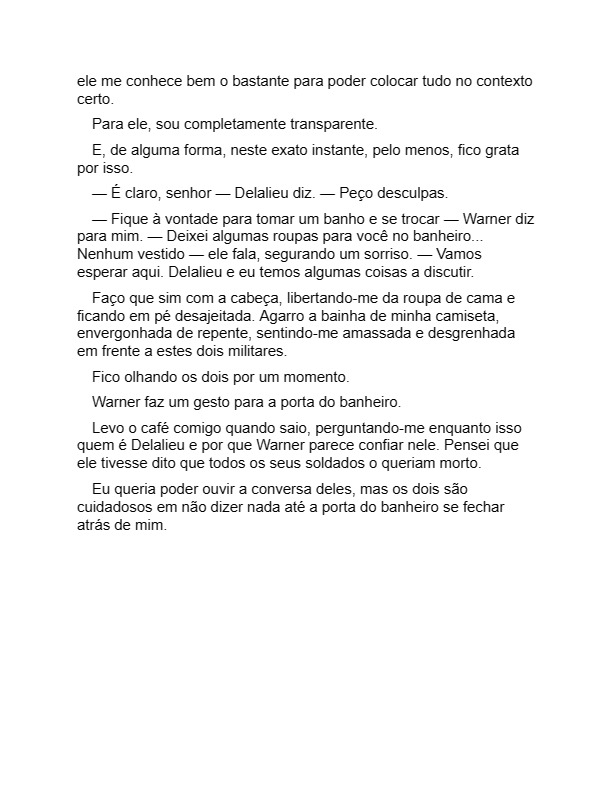 ele me conhece bem o bastante para poder colocar tudo no contexto
certo.
Para ele, sou completamente transparente.
E, de alguma forma, neste exato instante, pelo menos, fico grata
por isso.
— É claro, senhor — Delalieu diz. — Peço desculpas.
— Fique à vontade para tomar um banho e se trocar — Warner diz
para mim. — Deixei algumas roupas para você no banheiro...
Nenhum vestido — ele fala, segurando um sorriso. — Vamos
esperar aqui. Delalieu e eu temos algumas coisas a discutir.
Faço que sim com a cabeça, libertando-me da roupa de cama e
ficando em pé desajeitada. Agarro a bainha de minha camiseta,
envergonhada de repente, sentindo-me amassada e desgrenhada
em frente a estes dois militares.
Fico olhando os dois por um momento.
Warner faz um gesto para a porta do banheiro.
Levo o café comigo quando saio, perguntando-me enquanto isso
quem é Delalieu e por que Warner parece confiar nele. Pensei que
ele tivesse dito que todos os seus soldados o queriam morto.
Eu queria poder ouvir a conversa deles, mas os dois são
cuidadosos em não dizer nada até a porta do banheiro se fechar
atrás de mim.